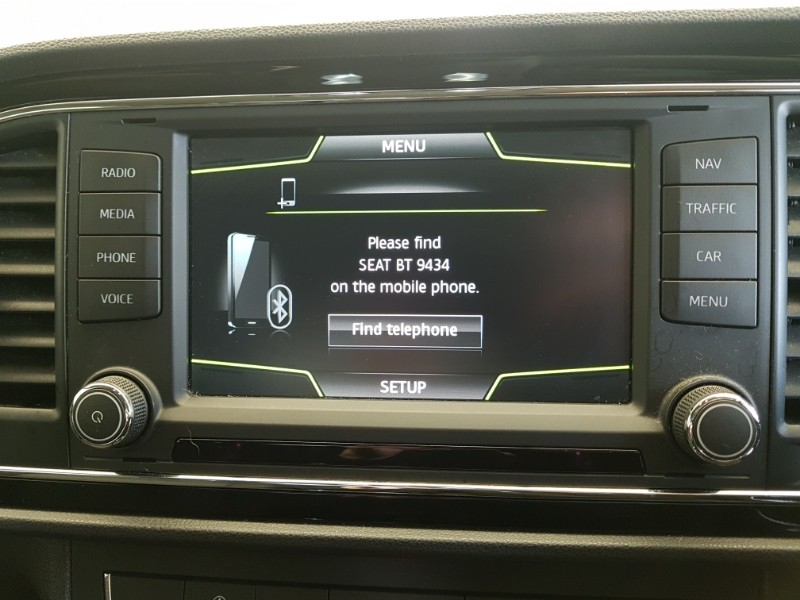 RADIO
MEDIA
PHONE
VOICE
MENU
Please find
SEAT BT 9434
on the mobile phone.
Find telephone
SETUP
NAV
TRAFFIC
CAR
MENU